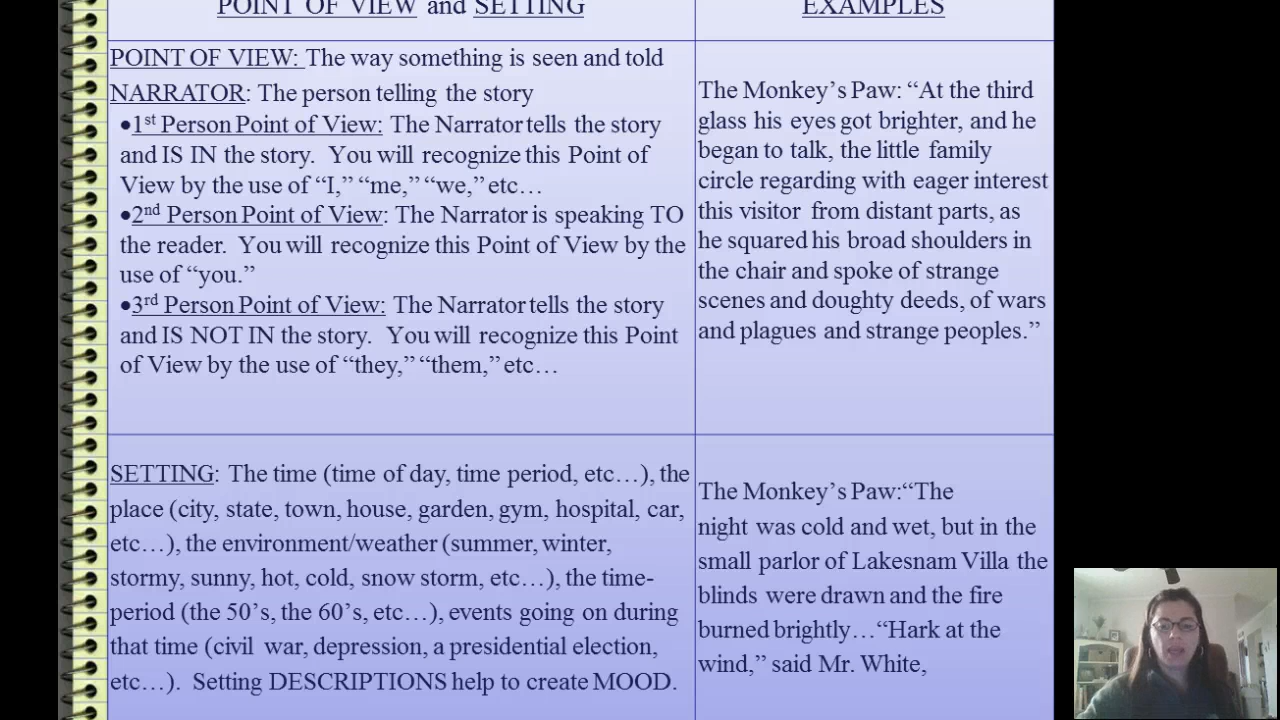 POINT OF VIEW and SETTING
EXAMPLES
POINT OF VIEW: The way something is seen and told
NARRATOR: The person telling the story
•1st Person Point of View: The Narrator tells the story
and IS IN the story. You will recognize this Point of
View by the use of “I,” “me,” “we,” etc…
•2nd Person Point of View: The Narrator is speaking TO
the reader. You will recognize this Point of View by the
use of “you.”
•3rd Person Point of View: The Narrator tells the story
and IS NOT IN the story. You will recognize this Point
of View by the use of “they,” “them,” etc…
The Monkey’s Paw: “At the third
glass his eyes got brighter, and he
began to talk, the little family
circle regarding with eager interest
this visitor from distant parts, as
he squared his broad shoulders in
the chair and spoke of strange
scenes and doughty deeds, of wars
and plagues and strange peoples.”
SETTING: The time (time of day, time period, etc…), the
place (city, state, town, house, garden, gym, hospital, car,
etc…), the environment/weather (summer, winter,
stormy, sunny, hot, cold, snow storm, etc…), the time-
period (the 50’s, the 60’s, etc…), events going on during
that time (civil war, depression, a presidential election,
etc…). Setting DESCRIPTIONS help to create MOOD.
The Monkey’s Paw:“The
night was cold and wet, but in the
small parlor of Lakesnam Villa the
blinds were drawn and the fire
burned brightly…“Hark at the
wind,” said Mr. White,